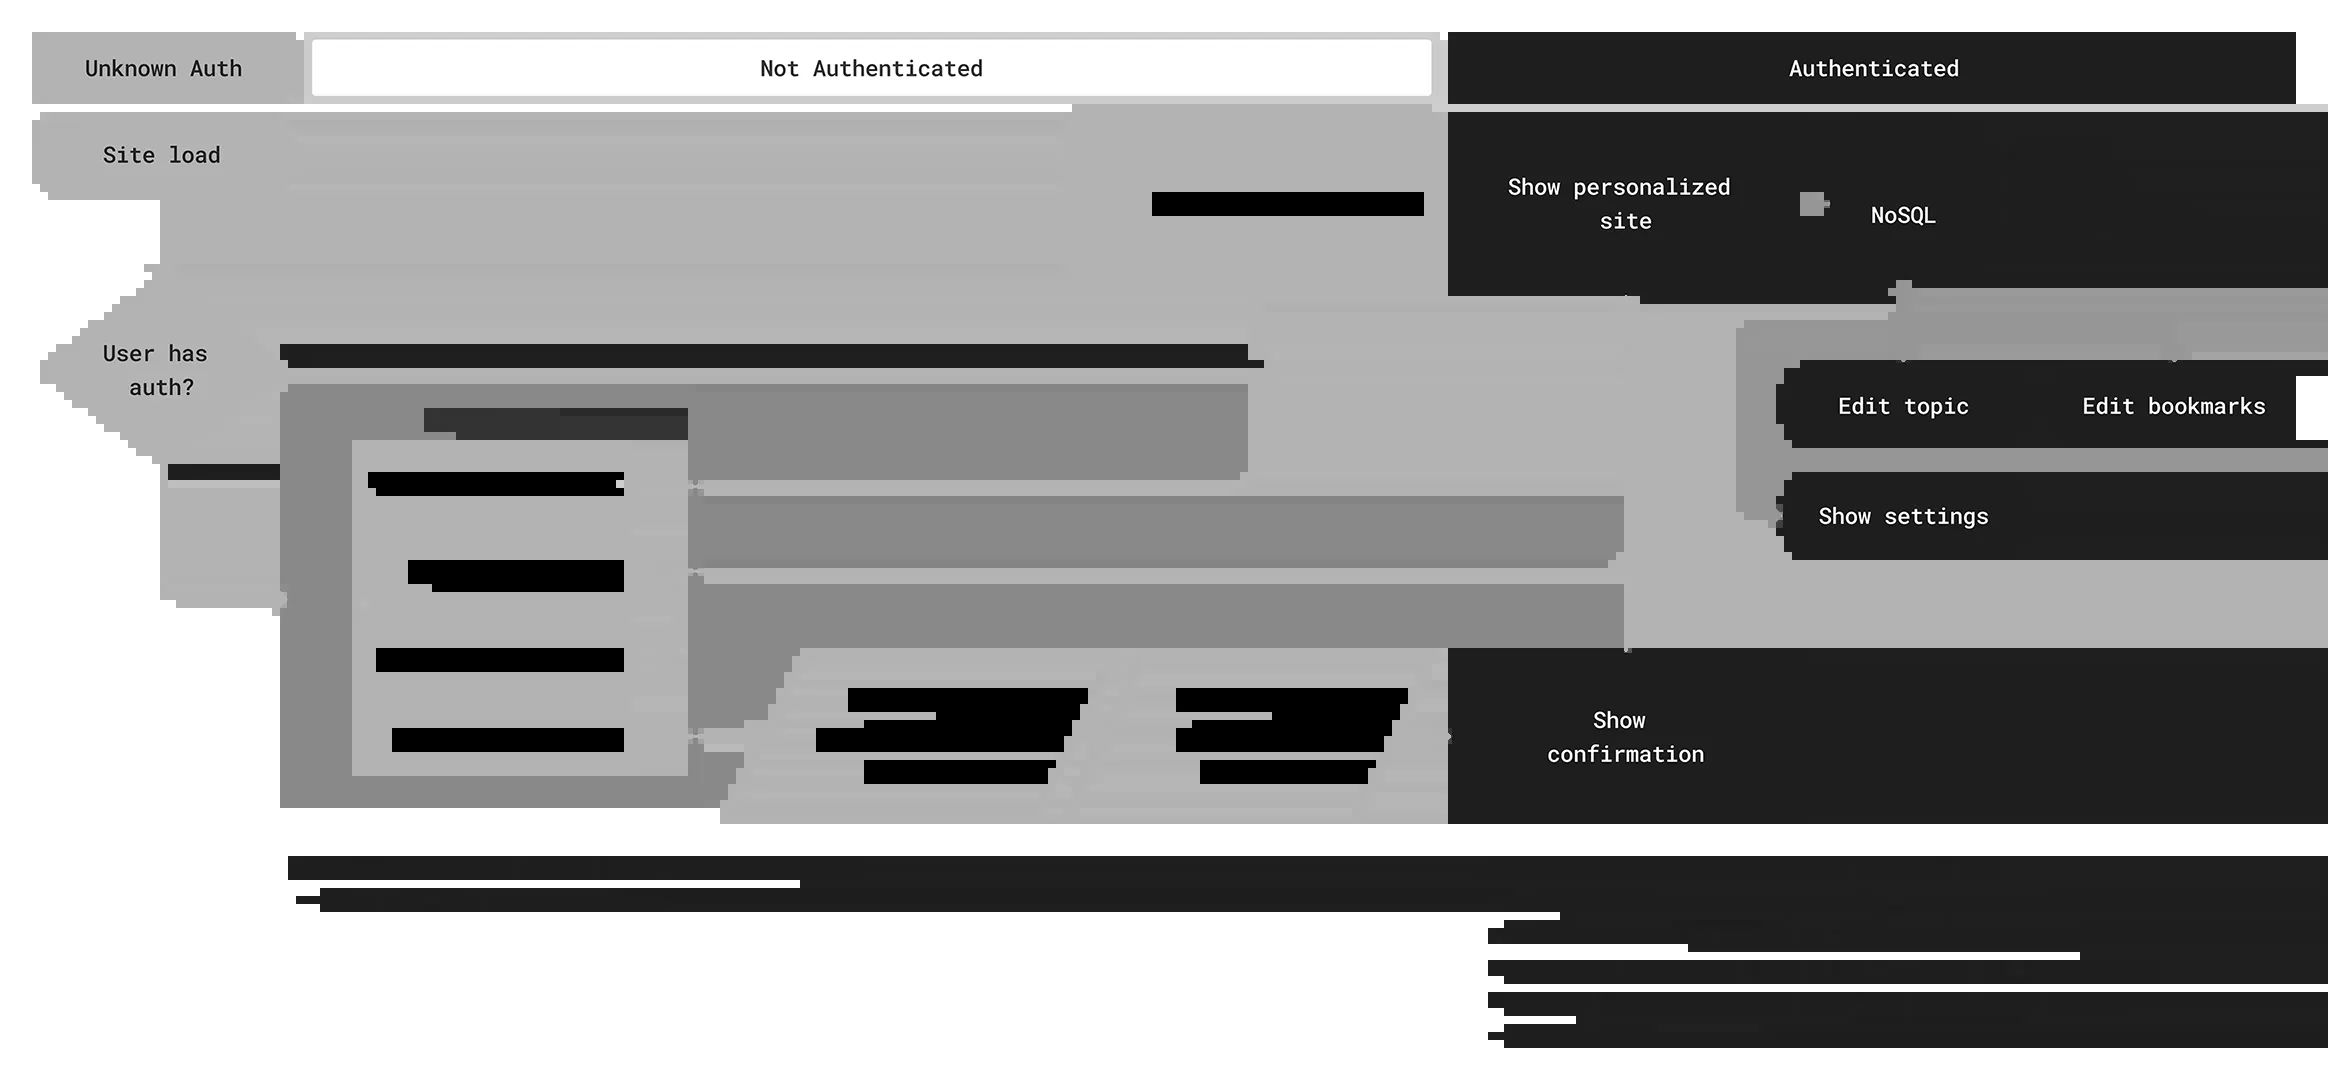 Unknown Auth
Not Authenticated
Authenticated
Site load
Show personalized
site
NoSQL
User has
auth?
Edit topic
Edit bookmarks
Show settings
Show
confirmation